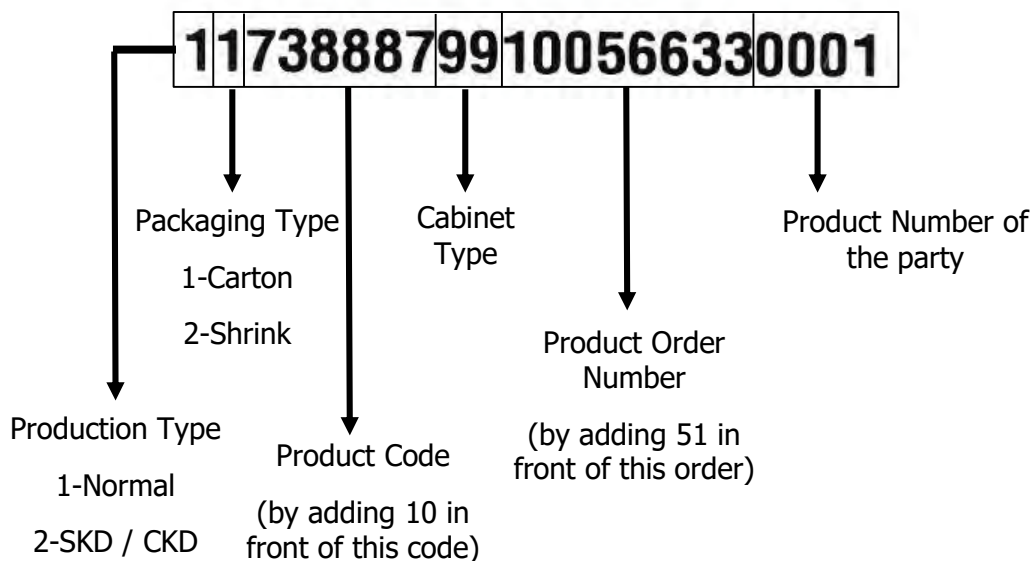 1173888799100566330001
Packaging Type
1-Carton
2-Shrink
Cabinet
Type
Product Number of
the party
Product Order
Number
(by adding 51 in
front of this order)
Production Type
1-Normal
2-SKD / CKD
Product Code
(by adding 10 in
front of this code)